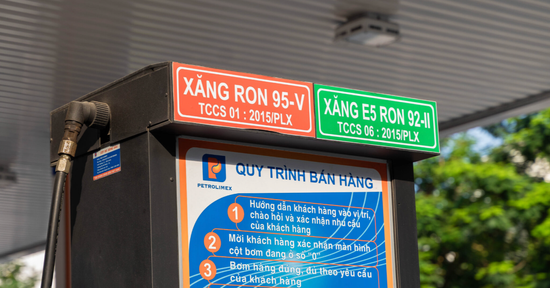 XĂNG RON 95-V
TCCS 01 : 2015/PLX
XĂNG E5 RON 92-II
TCCS 06 : 2015/PLX
PETROLIMEX
QUY TRÌNH BÁN HÀNG
1 Hướng dẫn khách hàng vào vị trí,
chào hỏi và xác nhận nhu cầu
của khách hàng
2 Mời khách hàng xác nhận màn hình
cột bơm đang ở số "0"
3 Bơm hàng đúng, đủ theo yêu cầu
của khách hàng